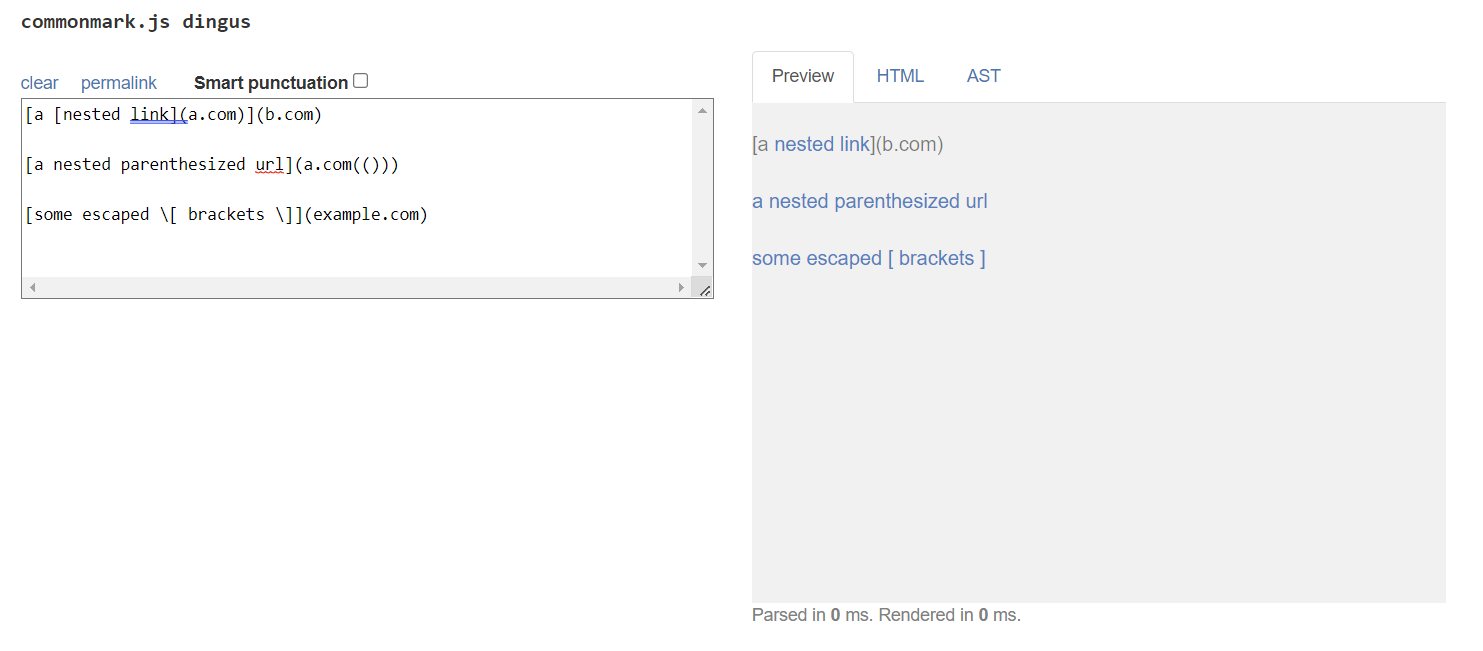 commonmark.js dingus
clear permalink Smart punctuation
[a [nested link](a.com)](b.com)
[a nested parenthesized url](a.com(()))
[some escaped \[ brackets \]](example.com)
Preview HTML AST
[a nested link](b.com)
a nested parenthesized url
some escaped [ brackets ]
Parsed in 0 ms. Rendered in 0 ms.